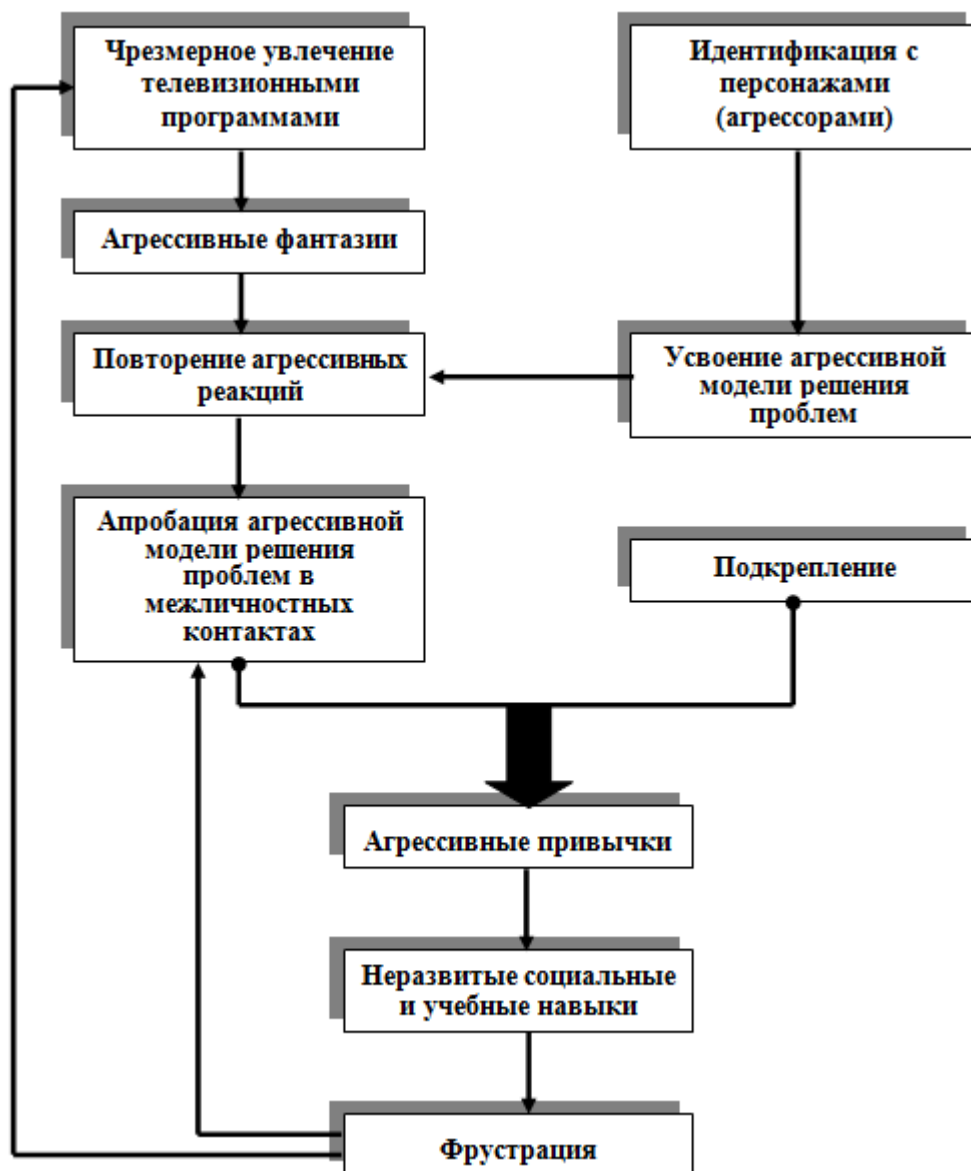 Чрезмерное увлечение
телевизионными
программами
Идентификация с
персонажами
(агрессорами)
Агрессивные фантазии
Повторение агрессивных
реакций
Усвоение агрессивной
модели решения
проблем
Апробация агрессивной
модели решения
проблем в
межличностных
контактах
Подкрепление
Агрессивные привычки
Неразвитые социальные
и учебные навыки
Фрустрация